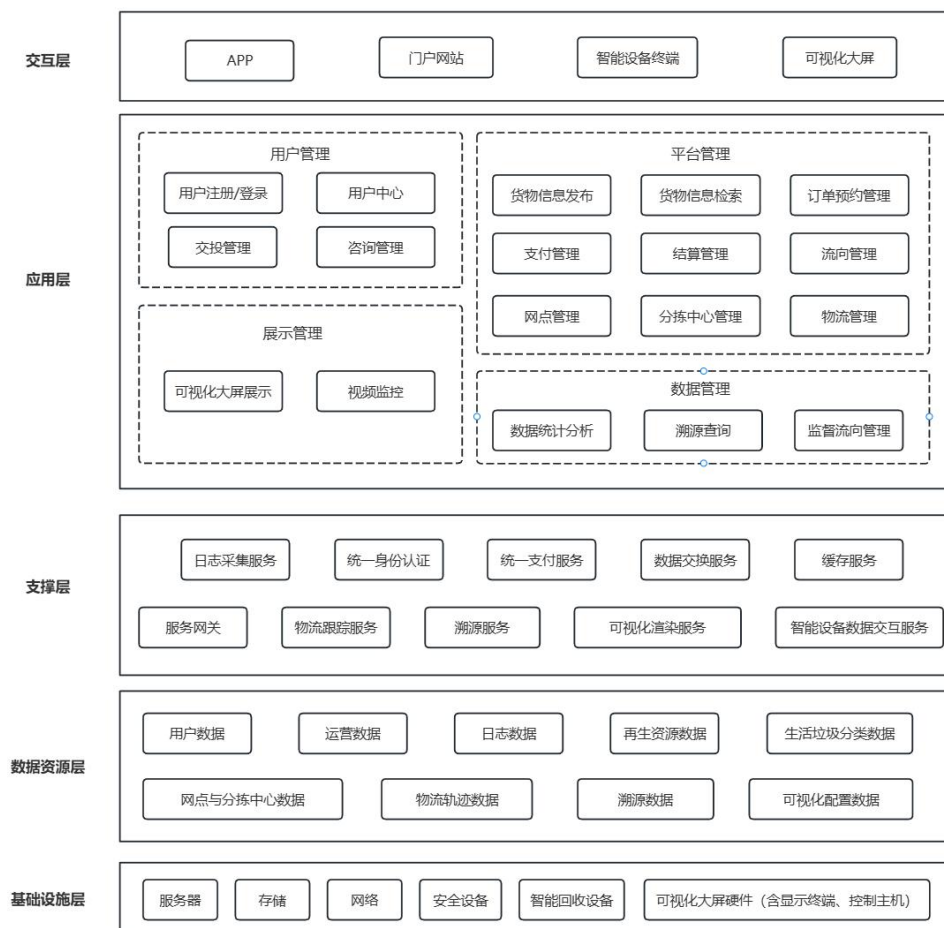 交互层
APP
门户网站
智能设备终端
可视化大屏
应用层
用户管理
用户注册/登录
用户中心
交投管理
咨询管理
展示管理
可视化大屏展示
视频监控
平台管理
货物信息发布
货物信息检索
订单预约管理
支付管理
结算管理
流向管理
网点管理
分拣中心管理
物流管理
数据管理
数据统计分析
溯源查询
监督流向管理
支撑层
日志采集服务
统一身份认证
统一支付服务
数据交换服务
缓存服务
服务网关
物流跟踪服务
溯源服务
可视化渲染服务
智能设备数据交互服务
数据资源层
用户数据
运营数据
日志数据
再生资源数据
生活垃圾分类数据
网点与分拣中心数据
物流轨迹数据
溯源数据
可视化配置数据
基础设施层
服务器
存储
网络
安全设备
智能回收设备
可视化大屏硬件（含显示终端、控制主机）